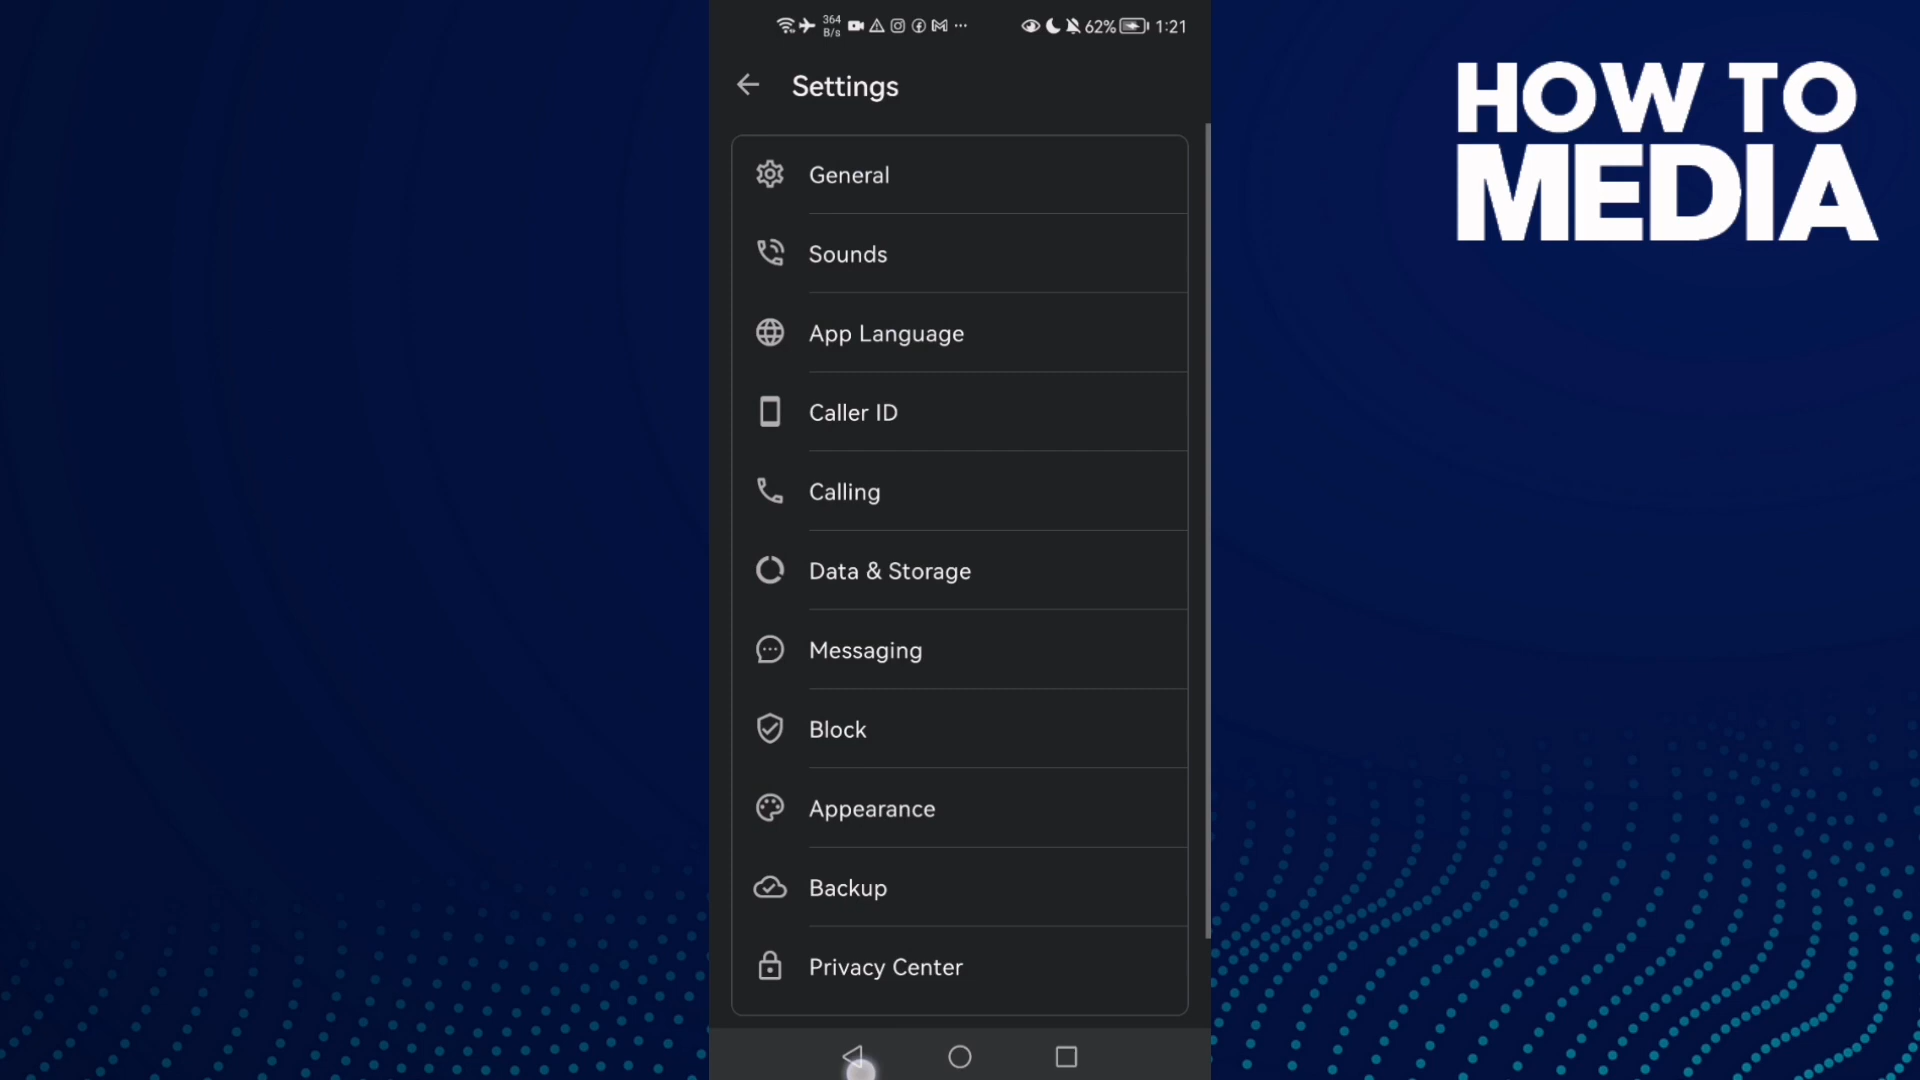 364
B/s
62%
1:21
Settings
HOW TO
MEDIA
General
Sounds
App Language
Caller ID
Calling
Data & Storage
Messaging
Block
Appearance
Backup
Privacy Center